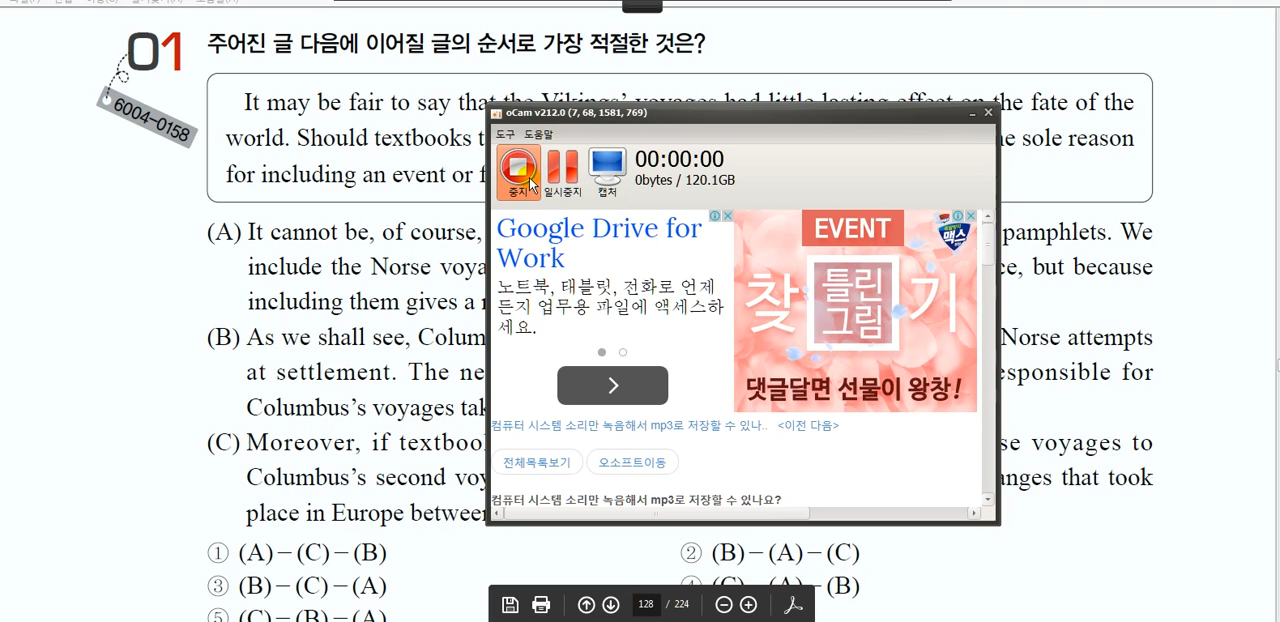 01 주어진 글 다음에 이어질 글의 순서로 가장 적절한 것은?
6004-0158
It may be fair to say that the Vikings' voyages had little lasting effect on the fate of the
world. Should textbooks
sole reason
for including an event or
(A) It cannot be, of course,
pamphlets. We
include the Norse
but because
including them gives a
(B) As we shall see,
Norse attempts
at settlement. The
responsible for
Columbus's voyages
(C) Moreover, if
voyages to
Columbus's second
that took
place in Europe between
① (A)-(C)-(B)
② (B)-(A)-(C)
③ (B)-(C)-(A)
④ (C)-(A)-(B)
⑤ (C)-(B)-(A)
oCam v212.0 (7, 68, 1581, 769)
도구 도움말
중지 일시중지 캡처
00:00:00
0bytes / 120.1GB
Google Drive for
Work
노트북, 태블릿, 전화로 언제
든지 업무용 파일에 액세스하
세요.
EVENT
맥스
찾 틀린 기
그림
댓글달면 선물이 왕창!
컴퓨터 시스템 소리만 녹음해서 mp3로 저장할 수 있나.. <이전 다음>
전체목록보기 오소프트이동
컴퓨터 시스템 소리만 녹음해서 mp3로 저장할 수 있나요?
128 / 224